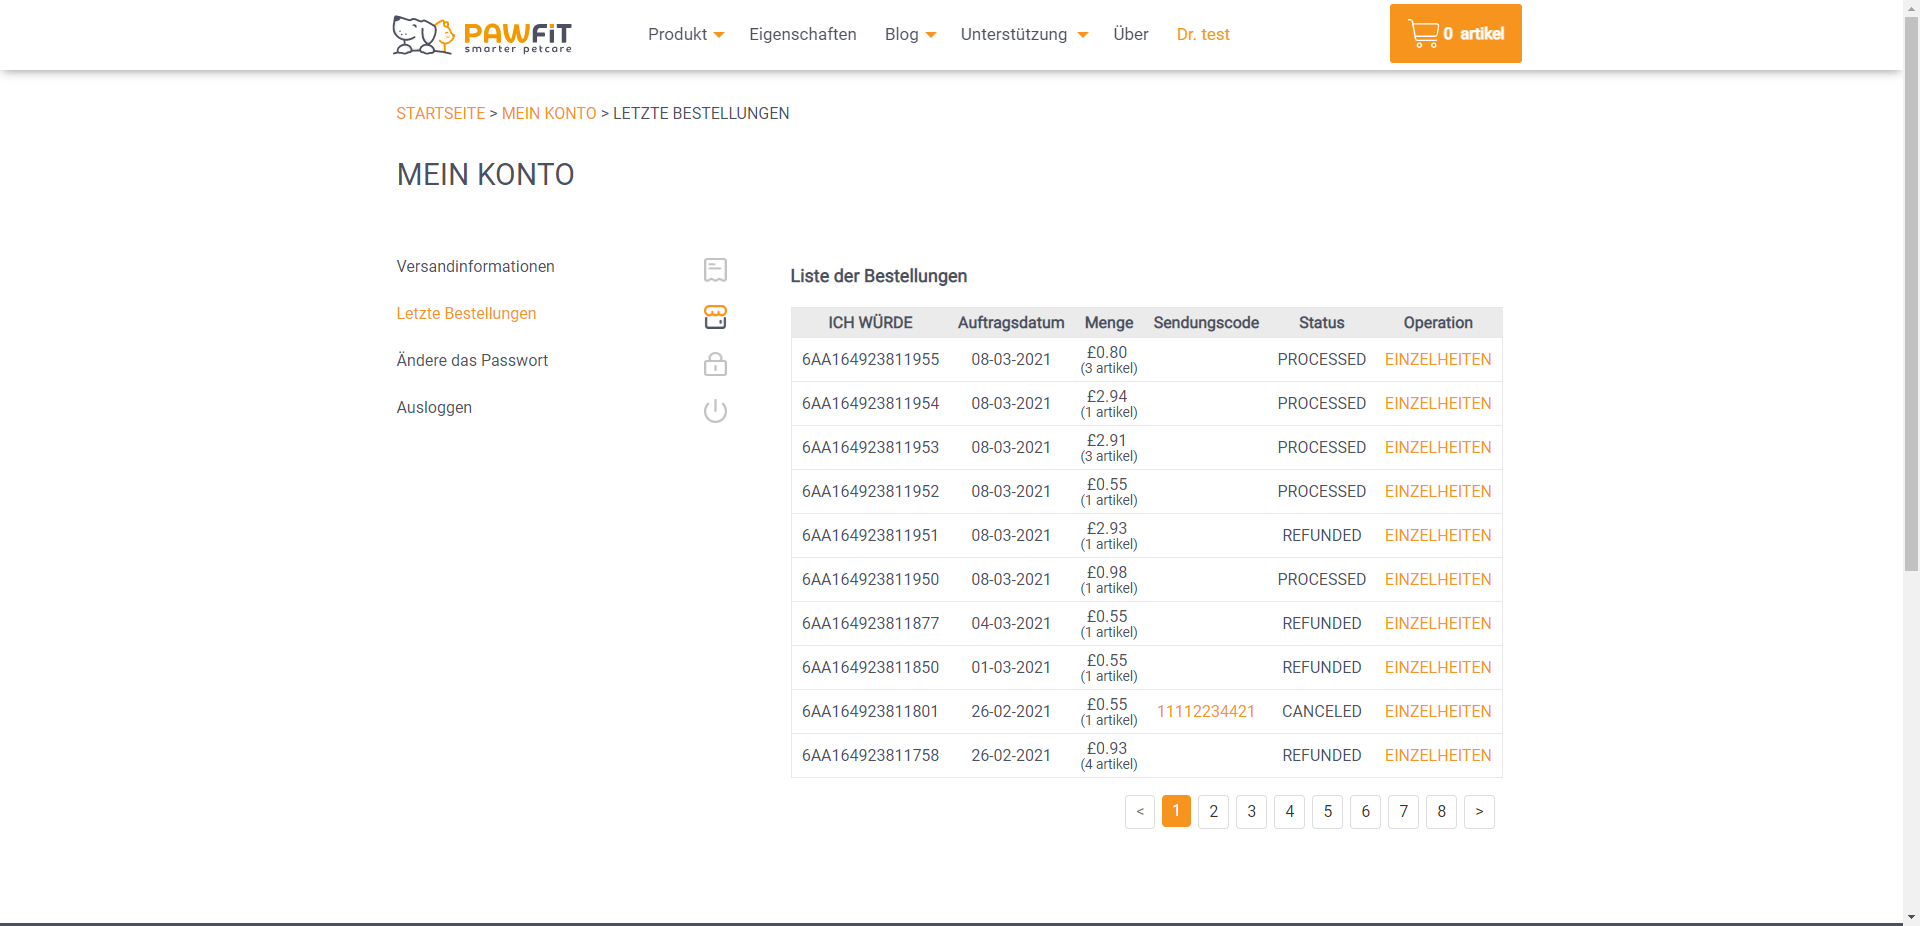 PAWFiT
smarter petcare
Produkt Eigenschaften Blog Unterstützung Über Dr. test
0 artikel
STARTSEITE > MEIN KONTO > LETZTE BESTELLUNGEN
MEIN KONTO
Versandinformationen
Letzte Bestellungen
Ändere das Passwort
Ausloggen
Liste der Bestellungen
ICH WÜRDE Auftragsdatum Menge Sendungscode Status Operation
6AA164923811955 08-03-2021 £0.80 (3 artikel) PROCESSED EINZELHEITEN
6AA164923811954 08-03-2021 £2.94 (1 artikel) PROCESSED EINZELHEITEN
6AA164923811953 08-03-2021 £2.91 (3 artikel) PROCESSED EINZELHEITEN
6AA164923811952 08-03-2021 £0.55 (1 artikel) PROCESSED EINZELHEITEN
6AA164923811951 08-03-2021 £2.93 (1 artikel) REFUNDED EINZELHEITEN
6AA164923811950 08-03-2021 £0.98 (1 artikel) PROCESSED EINZELHEITEN
6AA164923811877 04-03-2021 £0.55 (1 artikel) REFUNDED EINZELHEITEN
6AA164923811850 01-03-2021 £0.55 (1 artikel) REFUNDED EINZELHEITEN
6AA164923811801 26-02-2021 £0.55 (1 artikel) 11112234421 CANCELED EINZELHEITEN
6AA164923811758 26-02-2021 £0.93 (4 artikel) REFUNDED EINZELHEITEN
< 1 2 3 4 5 6 7 8 >